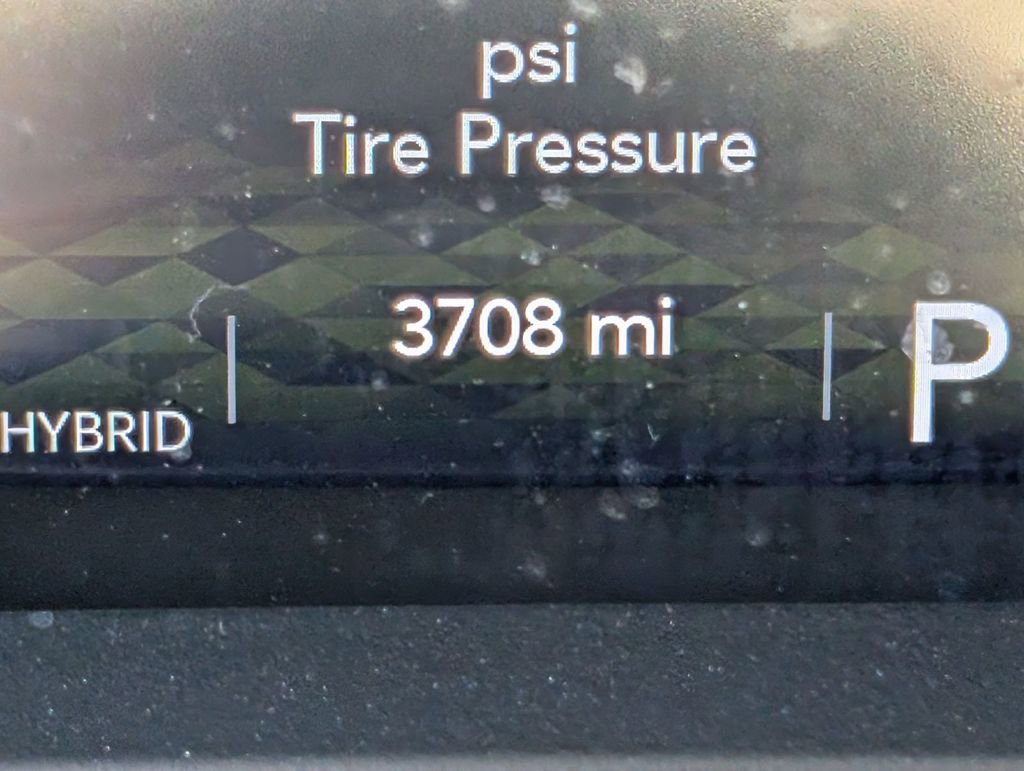 psi
Tire Pressure
3708 mi
P
HYBRID